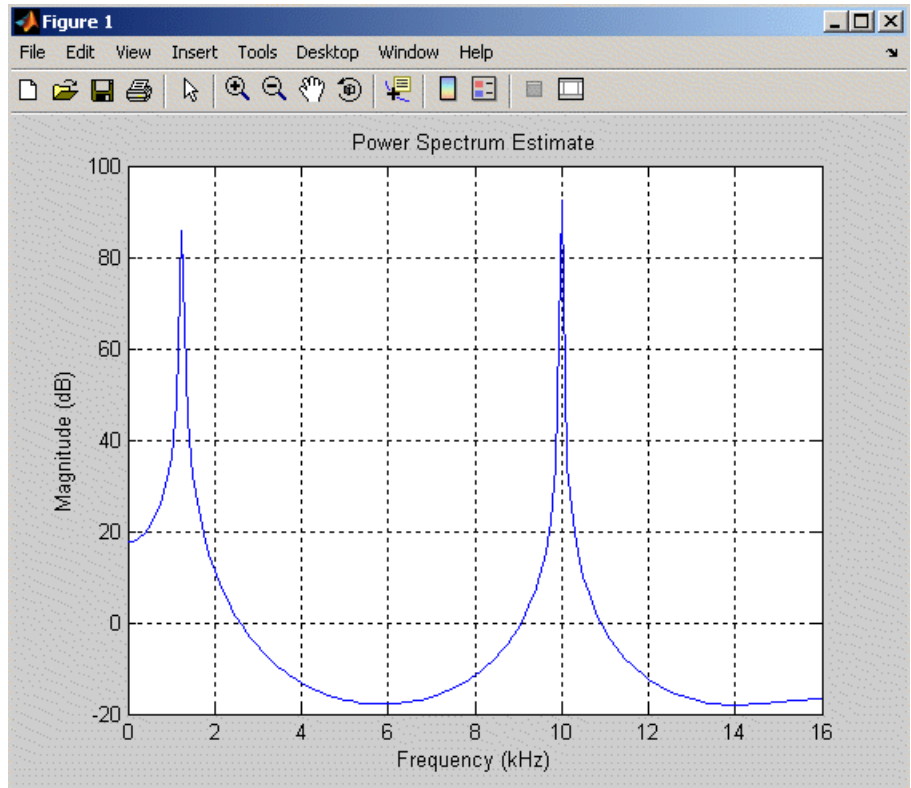 Figure 1
File Edit View Insert Tools Desktop Window Help
Power Spectrum Estimate
100
80
60
40
20
0
-20
Magnitude (dB)
0 2 4 6 8 10 12 14 16
Frequency (kHz)